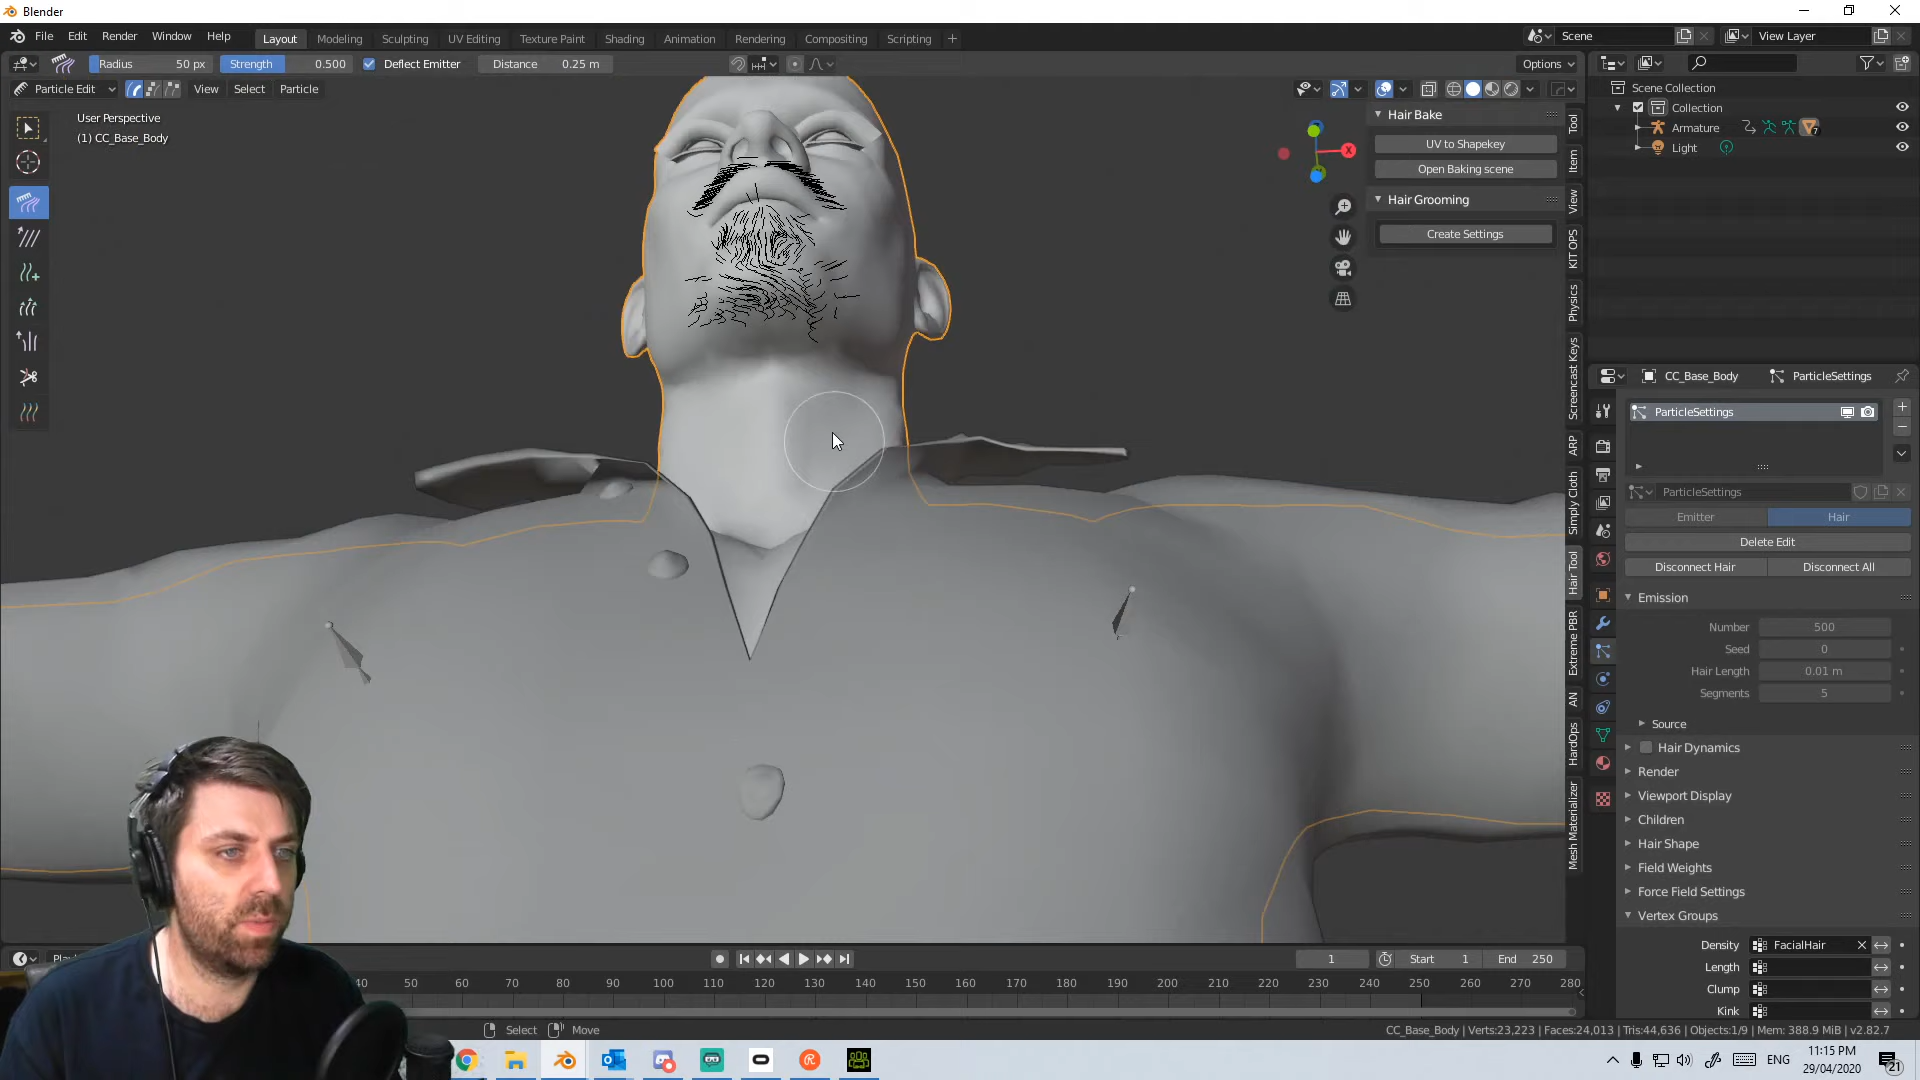 Blender
File Edit Render Window Help
Layout Modeling Sculpting UV Editing Texture Paint Shading Animation Rendering Compositing Scripting +
Scene View Layer
Radius 50 px Strength 0.500 Deflect Emitter Distance 0.25 m Options
Particle Edit View Select Particle
User Perspective
(1) CC_Base_Body
X
Hair Bake
UV to Shapekey
Open Baking scene
Hair Grooming
Create Settings
Tool
Item
View
KIT OPS
Physics
Screencast Keys
ARP
Simply Cloth
Hair Tool
Extreme PBR
AN
HardOps
Mesh Materializer
Scene Collection
Collection
Armature 7
Light
CC_Base_Body ParticleSettings
ParticleSettings
ParticleSettings
Emitter Hair
Delete Edit
Disconnect Hair Disconnect All
Emission
Number 500
Seed 0
Hair Length 0.01 m
Segments 5
Source
Hair Dynamics
Render
Viewport Display
Children
Hair Shape
Field Weights
Force Field Settings
Vertex Groups
Density FacialHair
Length
Clump
Kink
1 Start 1 End 250
40 50 60 70 80 90 100 110 120 130 140 150 160 170 180 190 200 210 220 230 240 250 260 270 280
Select Move
CC_Base_Body | Verts:23,223 | Faces:24,013 | Tris:44,636 | Objects:1/9 | Mem: 388.9 MiB | v2.82.7
ENG
11:15 PM
29/04/2020
21